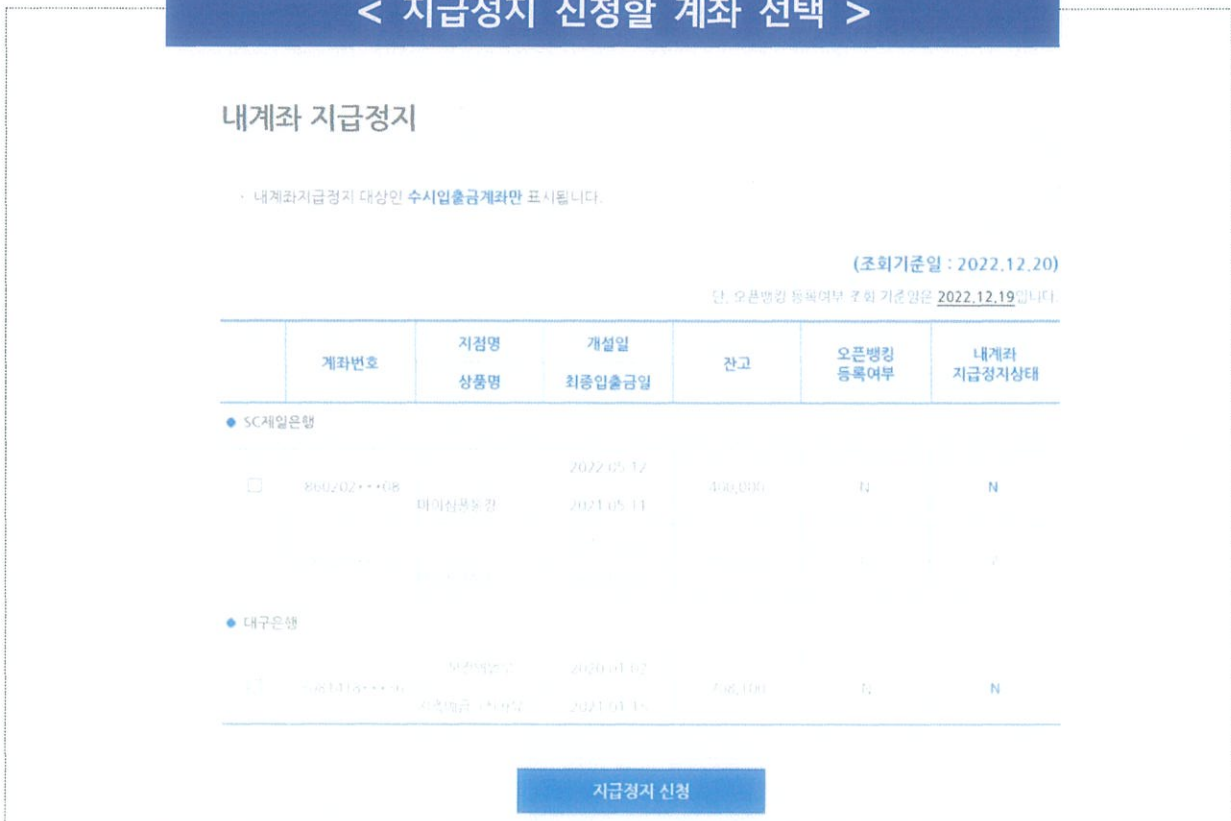 < 지급정지 신청할 계좌 선택 >
내계좌 지급정지
- 내계좌지급정지 대상인 수시입출금계좌만 표시됩니다.
(조회기준일 : 2022.12.20)
단, 오픈뱅킹 등록여부 조회 기준일은 2022.12.19입니다.
계좌번호 지점명 개설일 잔고 오픈뱅킹 등록여부 내계좌 지급정지상태
상품명 최종입출금일
● SC제일은행
2022.05.12
860202***08 N N
2021.05.11
● 대구은행
N N
지급정지 신청